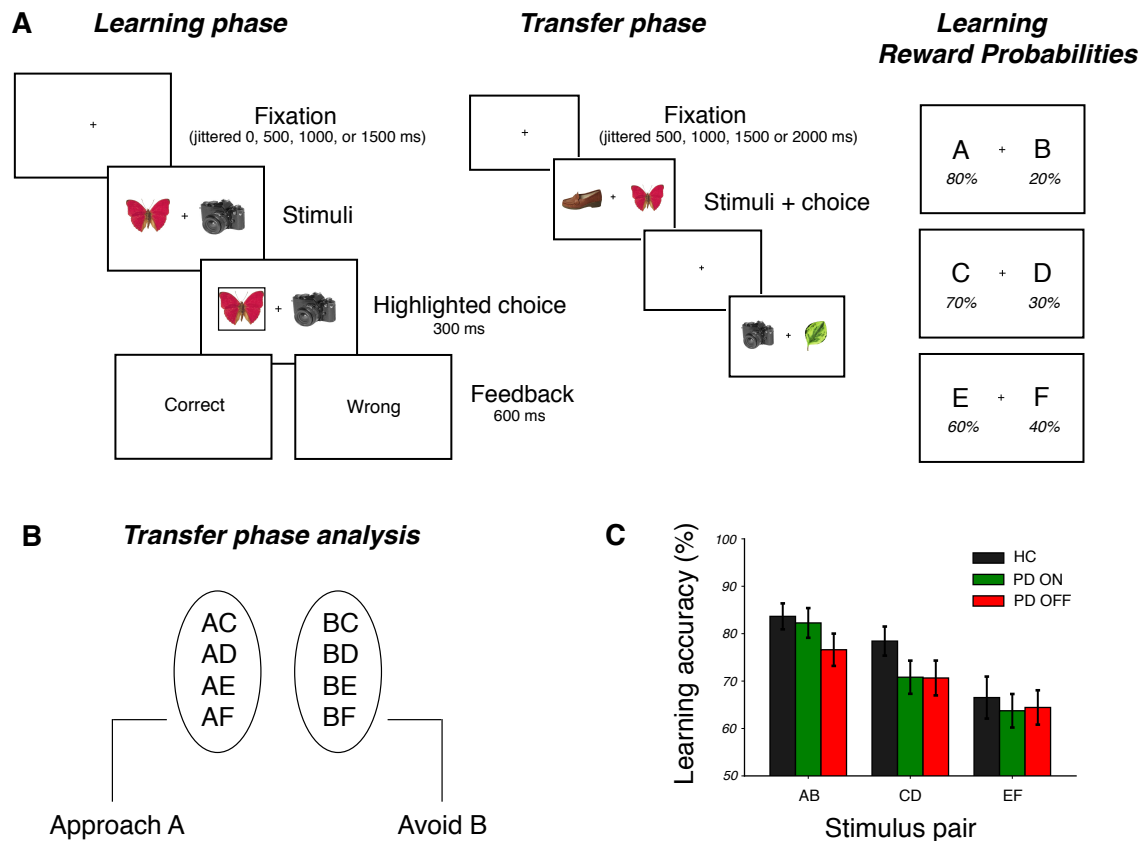 A
Learning phase
Transfer phase
Learning
Reward Probabilities
+
Fixation
(jittered 0, 500, 1000, or 1500 ms)
+
Stimuli
+
Highlighted choice
300 ms
Correct
Wrong
Feedback
600 ms
+
Fixation
(jittered 500, 1000, 1500 or 2000 ms)
+
Stimuli + choice
+
+
A + B
80% 20%
C + D
70% 30%
E + F
60% 40%
B
Transfer phase analysis
AC
AD
AE
AF
BC
BD
BE
BF
Approach A
Avoid B
C
Learning accuracy (%)
100
90
80
70
60
50
HC
PD ON
PD OFF
AB CD EF
Stimulus pair